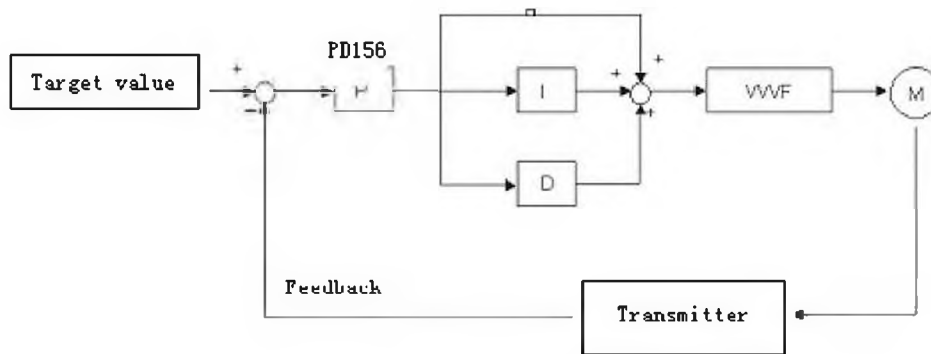 PD156
+
+
Target value
+
P
I
VVVF
M
+
D
Feedback
Transmitter